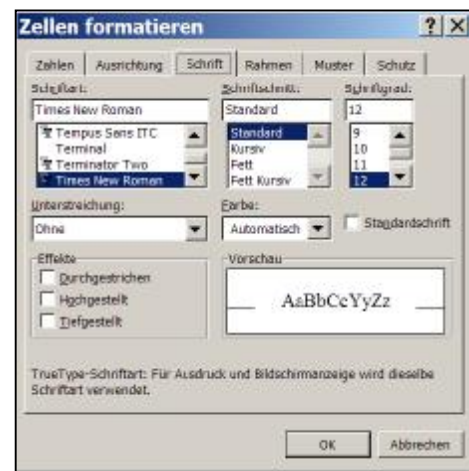 Zellen formatieren
Zahlen Ausrichtung Schrift Rahmen Muster Schutz
Schriftart: Schriftschnitt: Schriftgrad:
Times New Roman Standard 12
Tempus Sans ITC Standard 9
Terminal Kursiv 10
Terminator Two Fett 11
Times New Roman Fett Kursiv 12
Unterstreichung: Farbe:
Ohne Automatisch Standardschrift
Effekte Vorschau
Durchgestrichen
Hochgestellt AaBbCcYyZz
Tiefgestellt
TrueType-Schriftart: Für Ausdruck und Bildschirmanzeige wird dieselbe
Schriftart verwendet.
OK Abbrechen